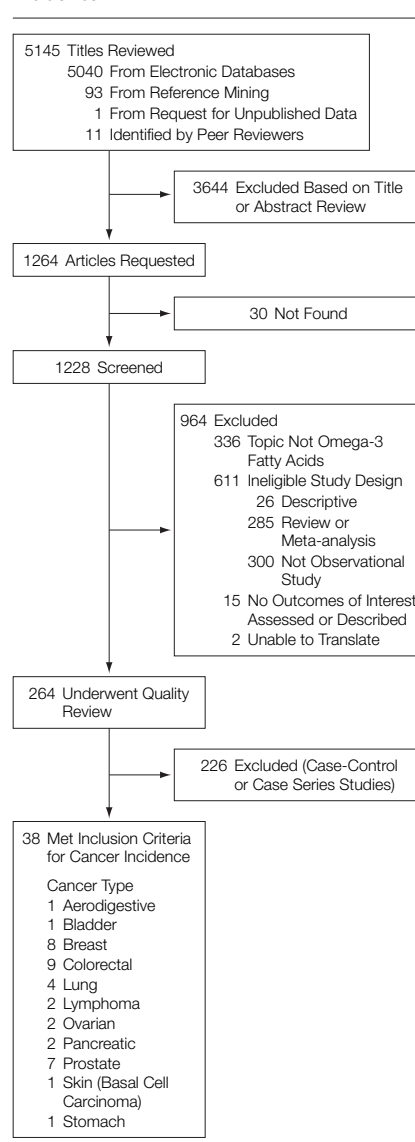 5145 Titles Reviewed
5040 From Electronic Databases
93 From Reference Mining
1 From Request for Unpublished Data
11 Identified by Peer Reviewers
3644 Excluded Based on Title
or Abstract Review
1264 Articles Requested
30 Not Found
1228 Screened
964 Excluded
336 Topic Not Omega-3
Fatty Acids
611 Ineligible Study Design
26 Descriptive
285 Review or
Meta-analysis
300 Not Observational
Study
15 No Outcomes of Interest
Assessed or Described
2 Unable to Translate
264 Underwent Quality
Review
226 Excluded (Case-Control
or Case Series Studies)
38 Met Inclusion Criteria
for Cancer Incidence
Cancer Type
1 Aerodigestive
1 Bladder
8 Breast
9 Colorectal
4 Lung
2 Lymphoma
2 Ovarian
2 Pancreatic
7 Prostate
1 Skin (Basal Cell
Carcinoma)
1 Stomach